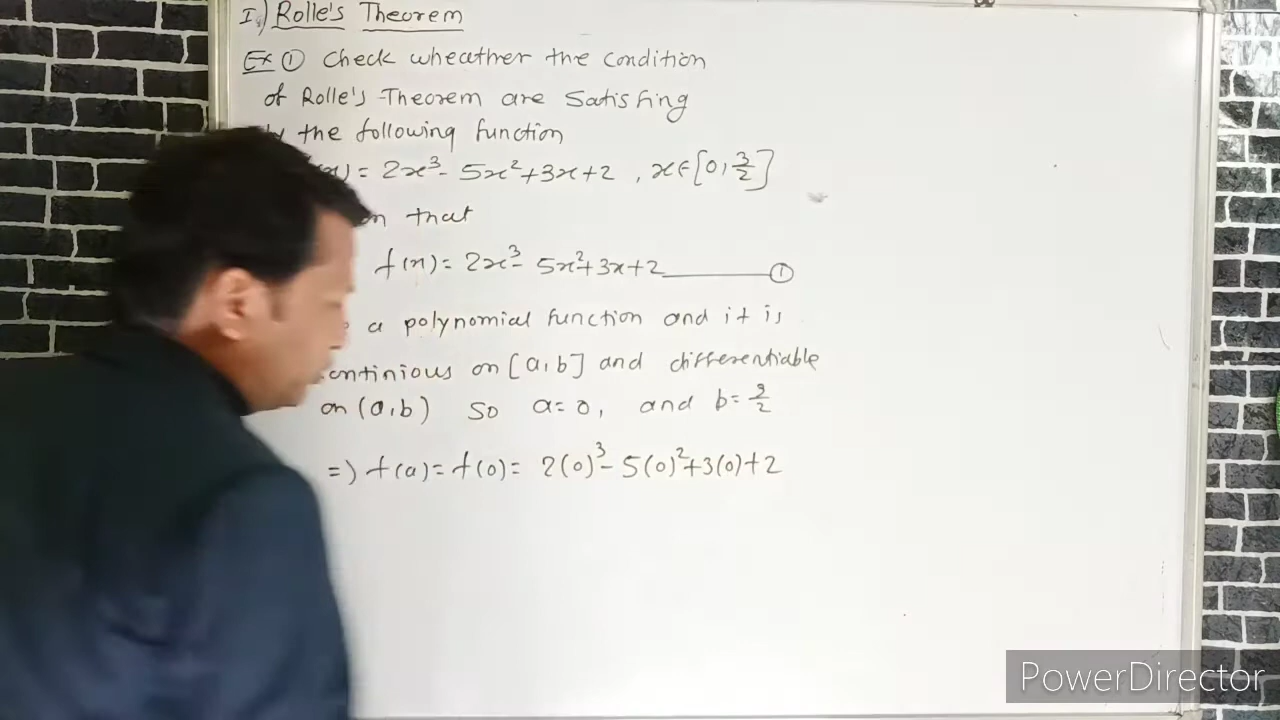 I.) Rolle's Theorem
Ex ① Check wheather the condition
of Rolle's Theorem are Satisfing
the following function
= 2x³ - 5x² + 3x + 2 , x ∈ [0, 3/2]
that
f(x) = 2x³ - 5x² + 3x + 2 ______ ①
a polynomial function and it is
continious on [a,b] and differentiable
on (a,b) so a=0, and b=3/2
=) f(a) = f(0) = 2(0)³ - 5(0)² + 3(0) + 2
PowerDirector